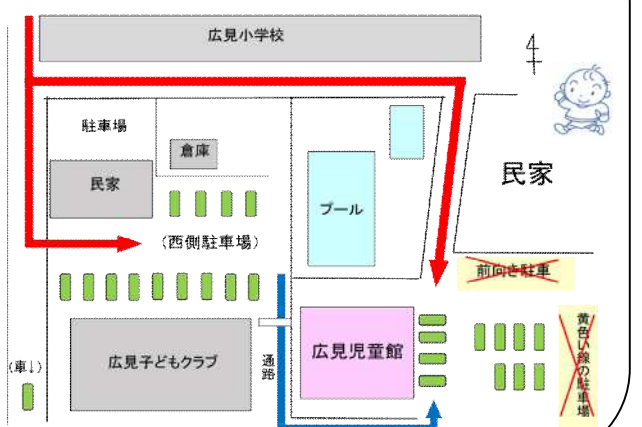 広見小学校
駐車場
倉庫
民家
プール
民家
(西側駐車場)
前向き駐車
広見子どもクラブ
通路
広見児童館
黄色い線の駐車場
(車↓)